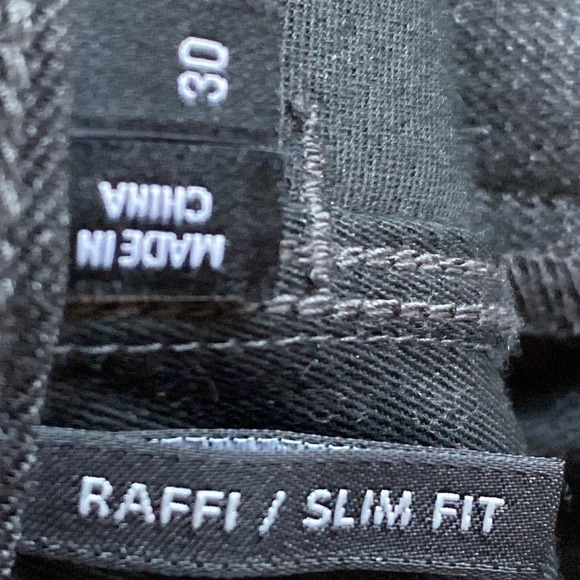 30
MADE IN
CHINA
RAFFI / SLIM FIT